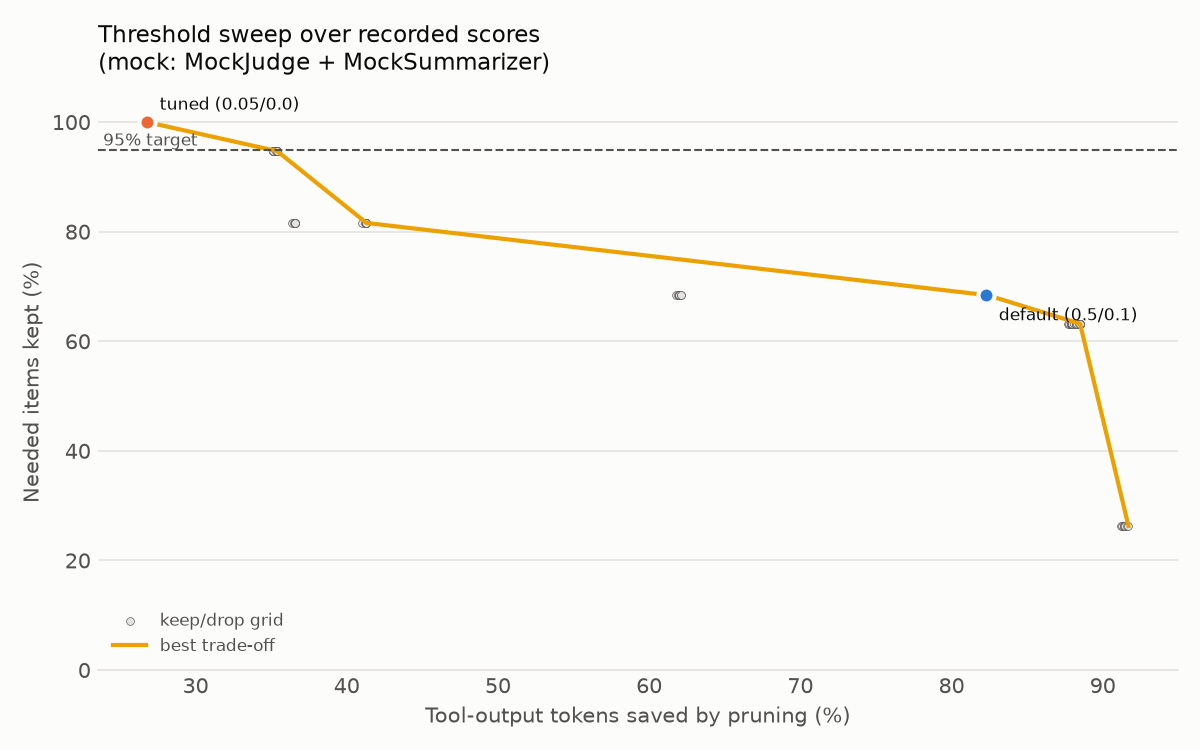 Threshold sweep over recorded scores
(mock: MockJudge + MockSummarizer)
tuned (0.05/0.0)
95% target
default (0.5/0.1)
Needed items kept (%)
100
80
60
40
20
0
keep/drop grid
best trade-off
30 40 50 60 70 80 90
Tool-output tokens saved by pruning (%)